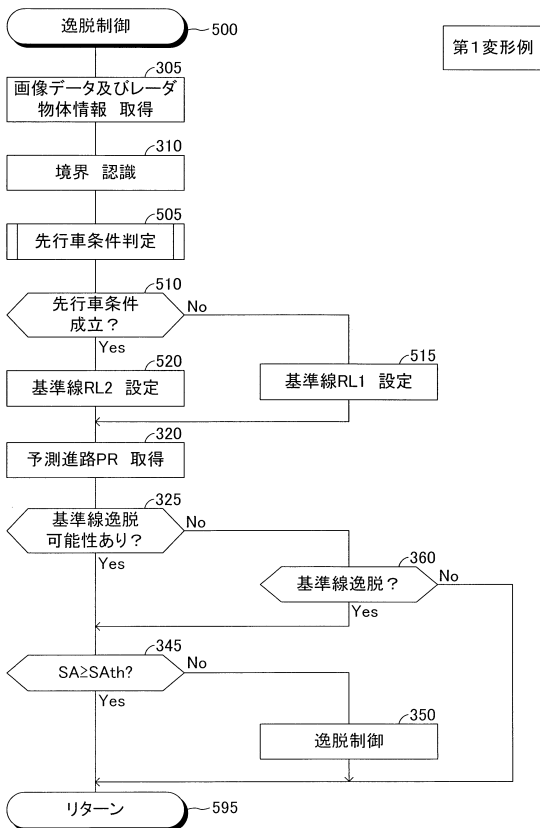 逸脱制御
500
第1変形例
305
画像データ及びレーダ
物体情報 取得
310
境界 認識
505
先行車条件判定
510
先行車条件
成立？
No
Yes
515
基準線RL1 設定
520
基準線RL2 設定
320
予測進路PR 取得
325
基準線逸脱
可能性あり？
No
Yes
360
基準線逸脱？
No
Yes
345
SA≥SAth?
No
Yes
350
逸脱制御
リターン
595